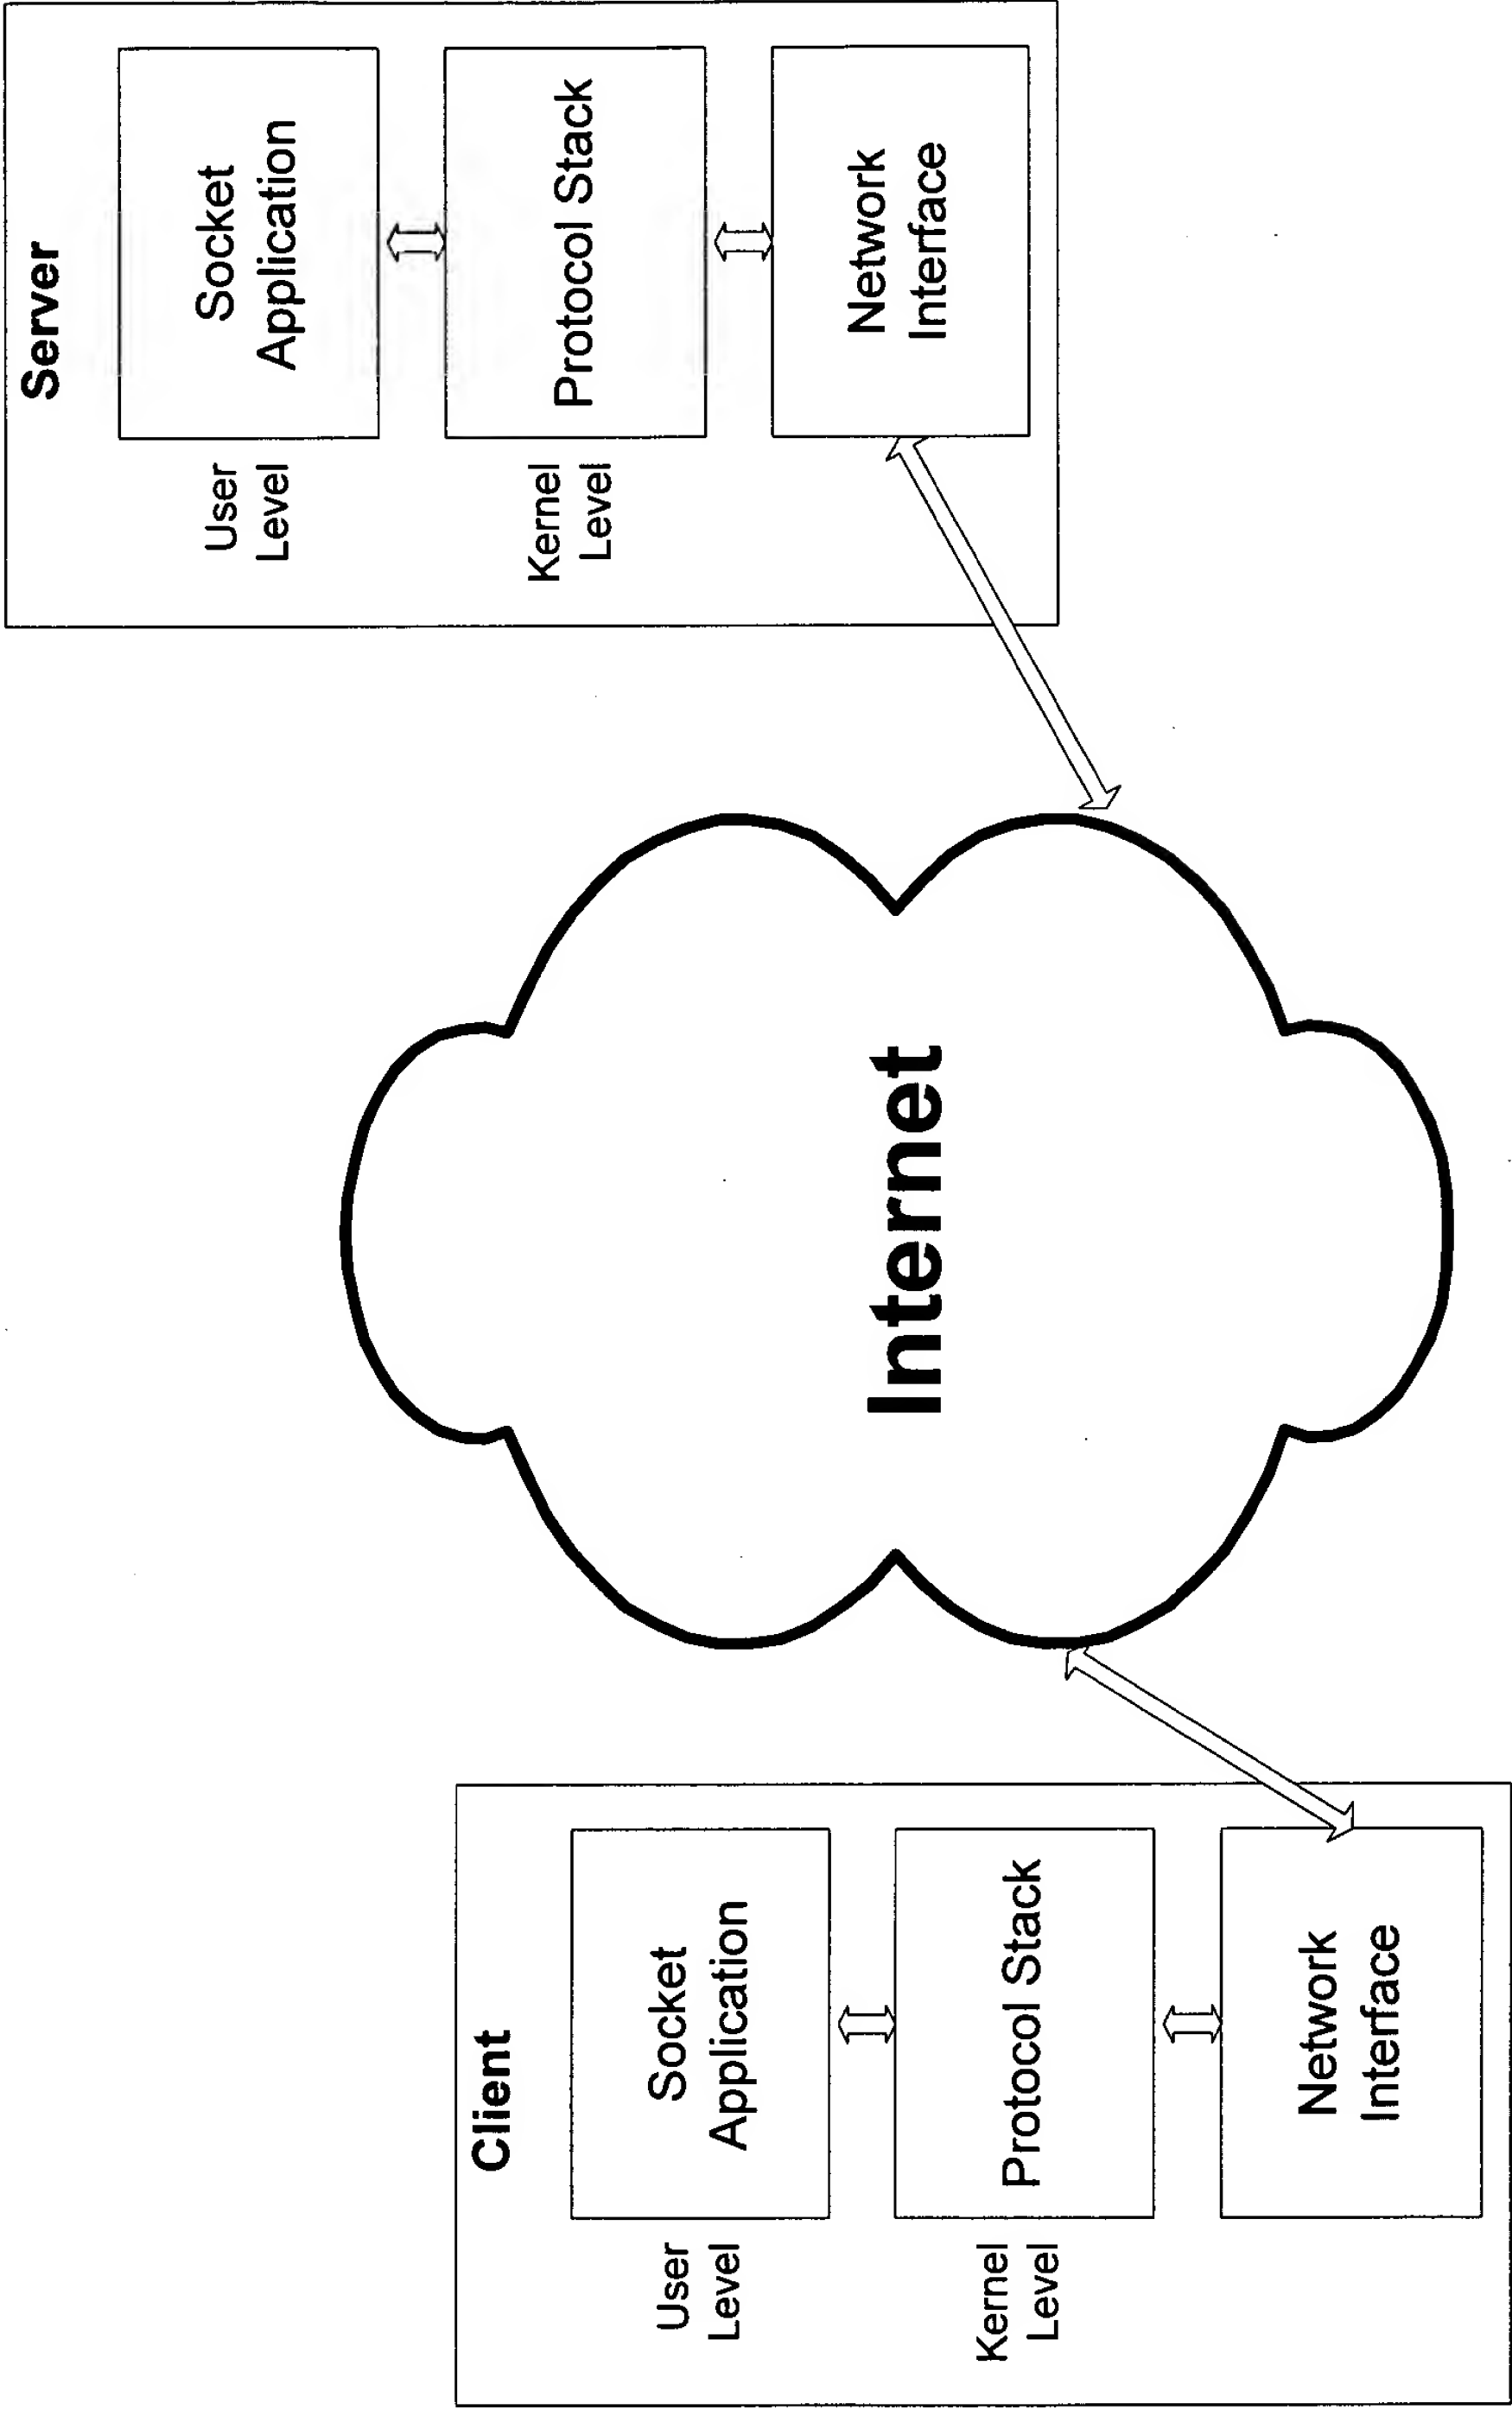 Client
Socket
Application
User
Level
Protocol Stack
Kernel
Level
Network
Interface
Internet
Server
Socket
Application
User
Level
Protocol Stack
Kernel
Level
Network
Interface